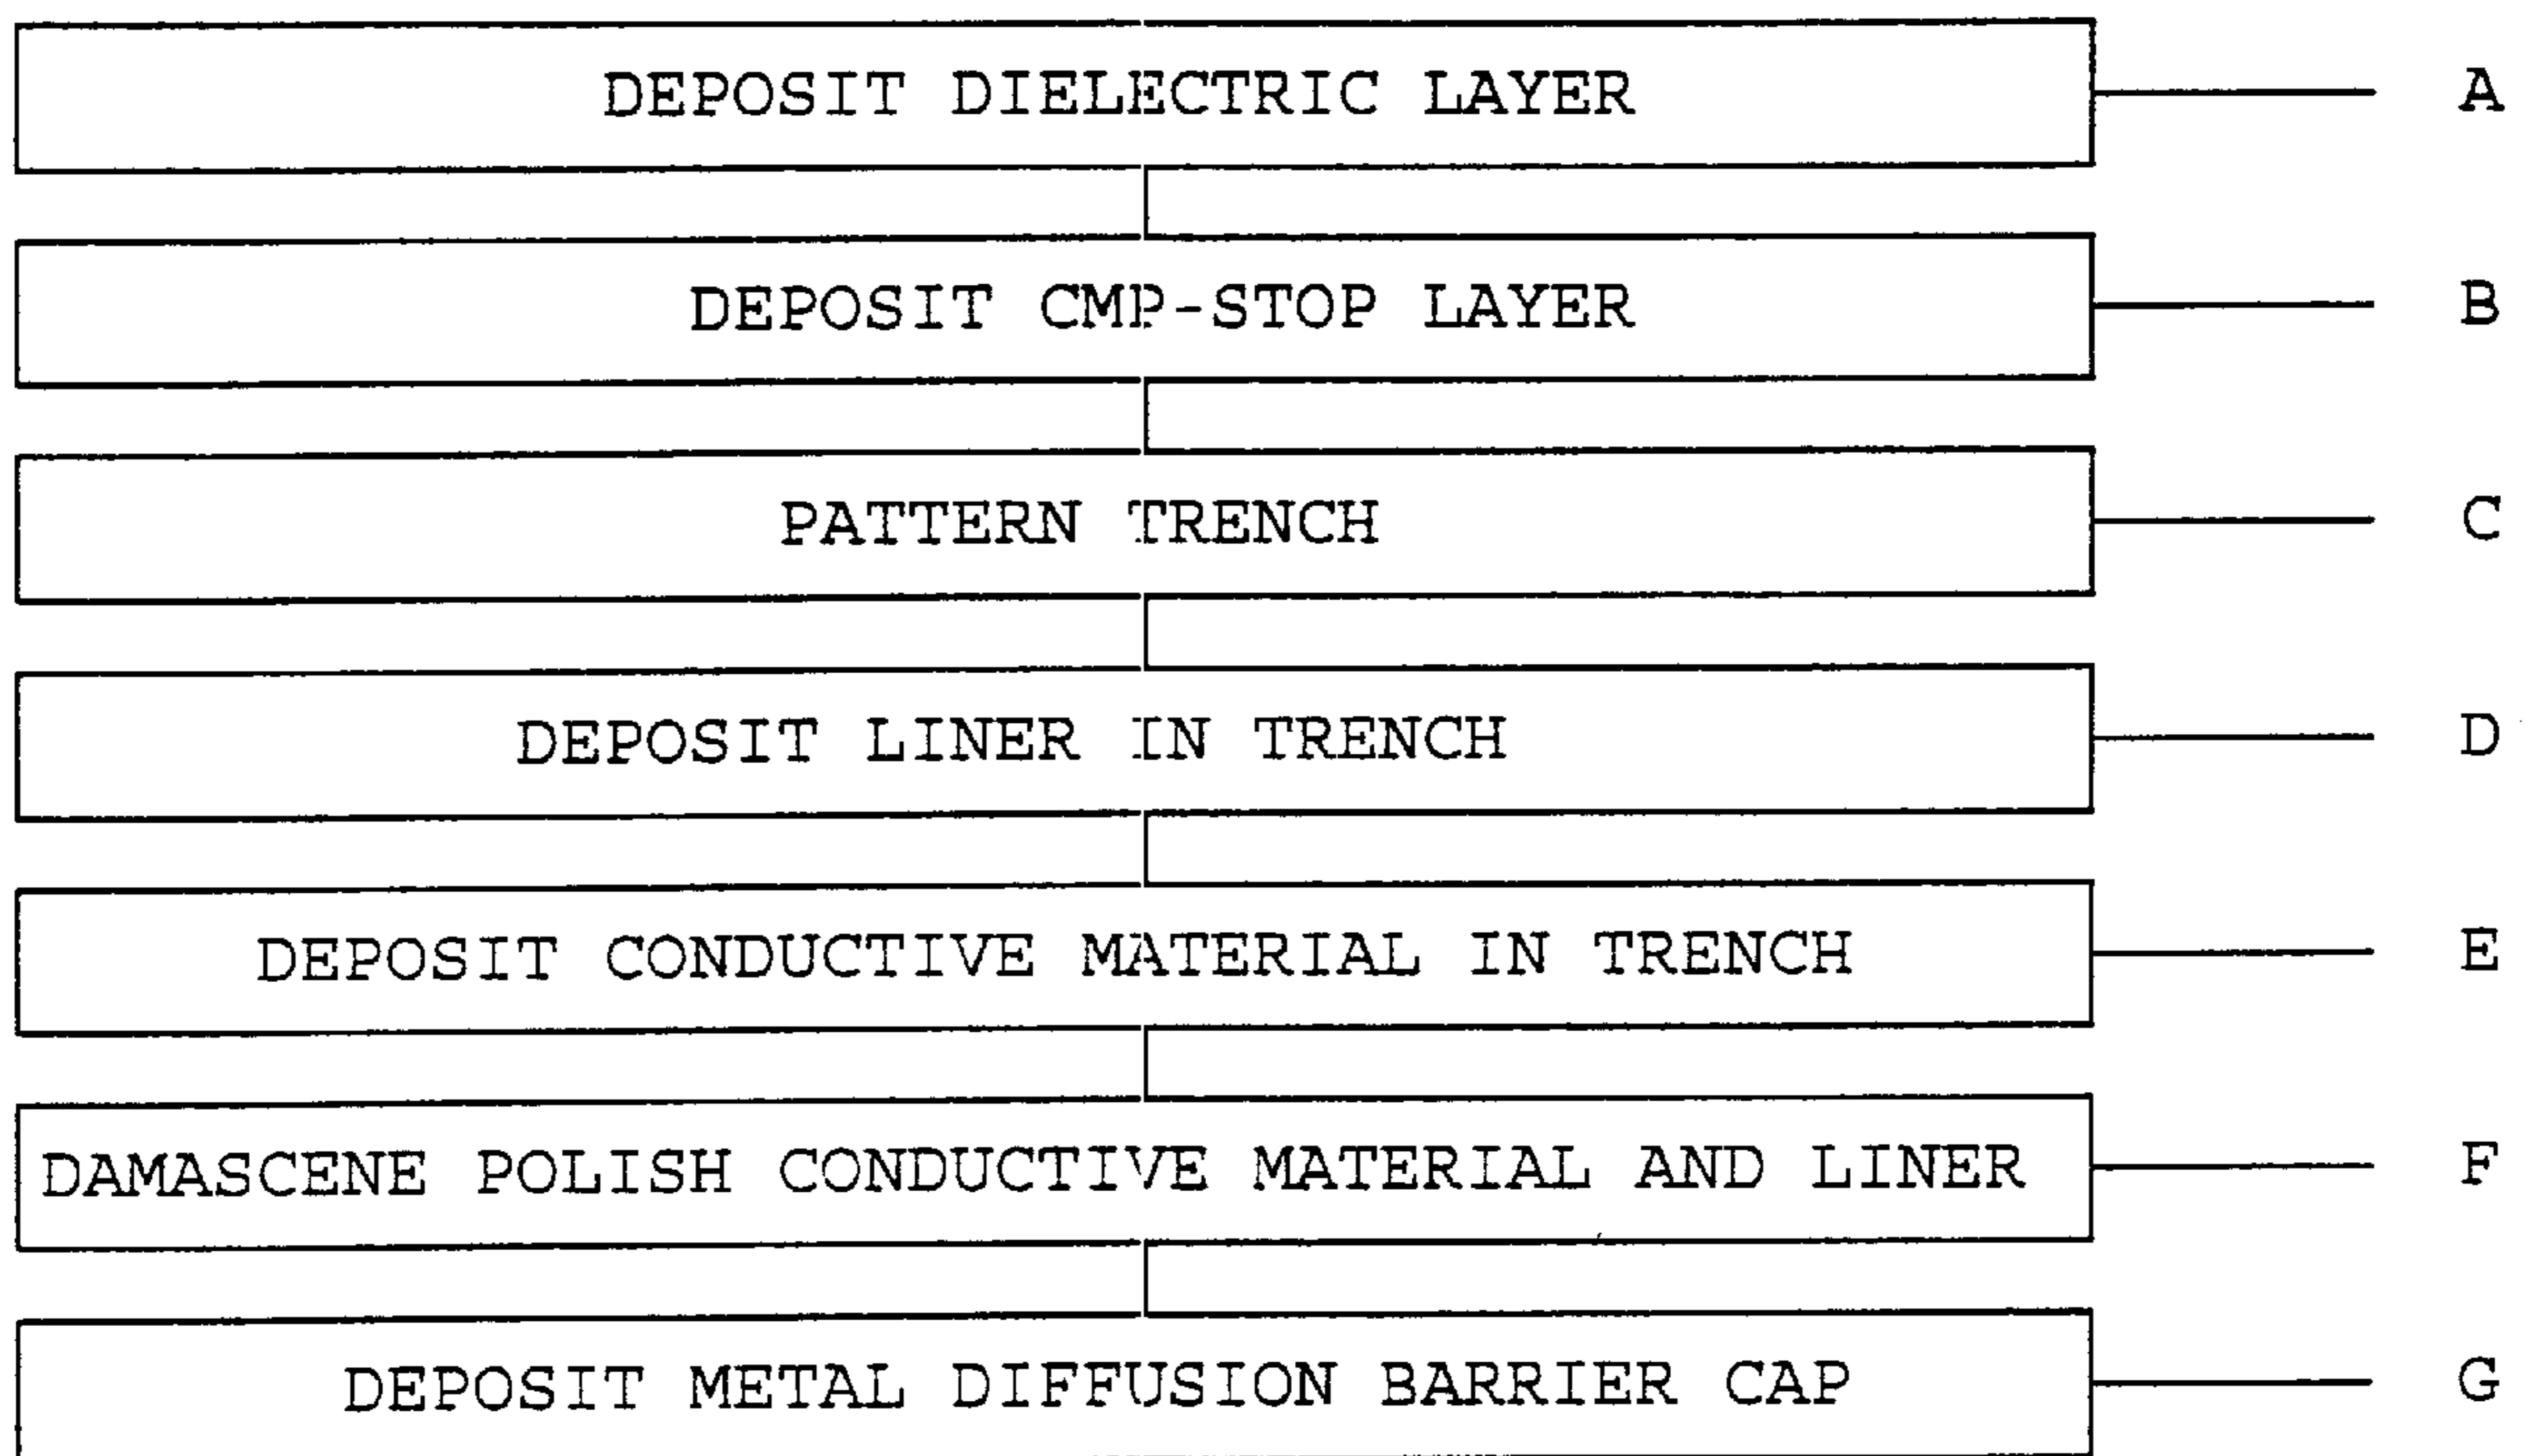 DEPOSIT DIELECTRIC LAYER A
DEPOSIT CMP-STOP LAYER B
PATTERN TRENCH C
DEPOSIT LINER IN TRENCH D
DEPOSIT CONDUCTIVE MATERIAL IN TRENCH E
DAMASCENE POLISH CONDUCTIVE MATERIAL AND LINER F
DEPOSIT METAL DIFFUSION BARRIER CAP G